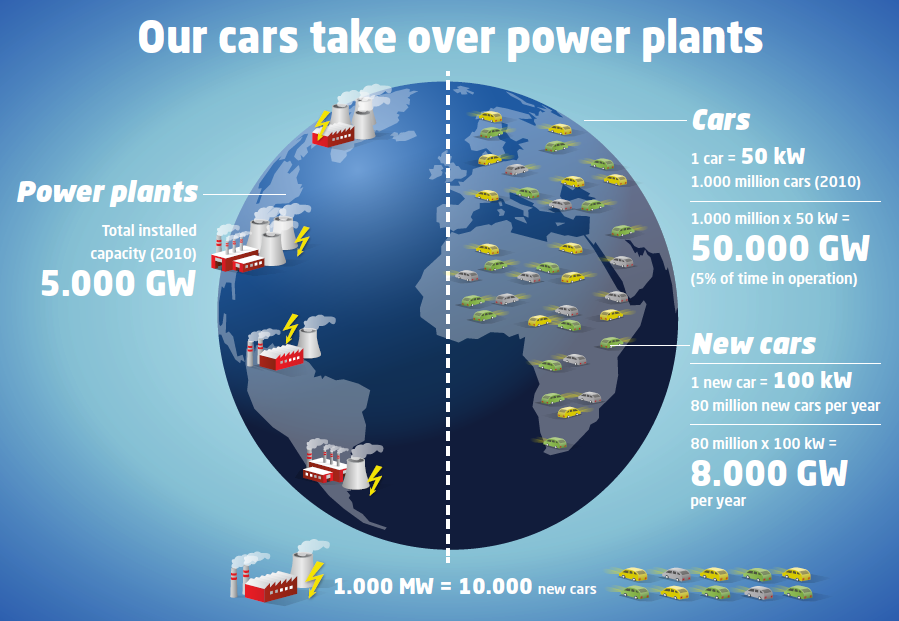 Our cars take over power plants
Power plants
Total installed
capacity (2010)
5.000 GW
Cars
1 car = 50 kW
1.000 million cars (2010)
1.000 million x 50 kW =
50.000 GW
(5% of time in operation)
New cars
1 new car = 100 kW
80 million new cars per year
80 million x 100 kW =
8.000 GW
per year
1.000 MW = 10.000 new cars